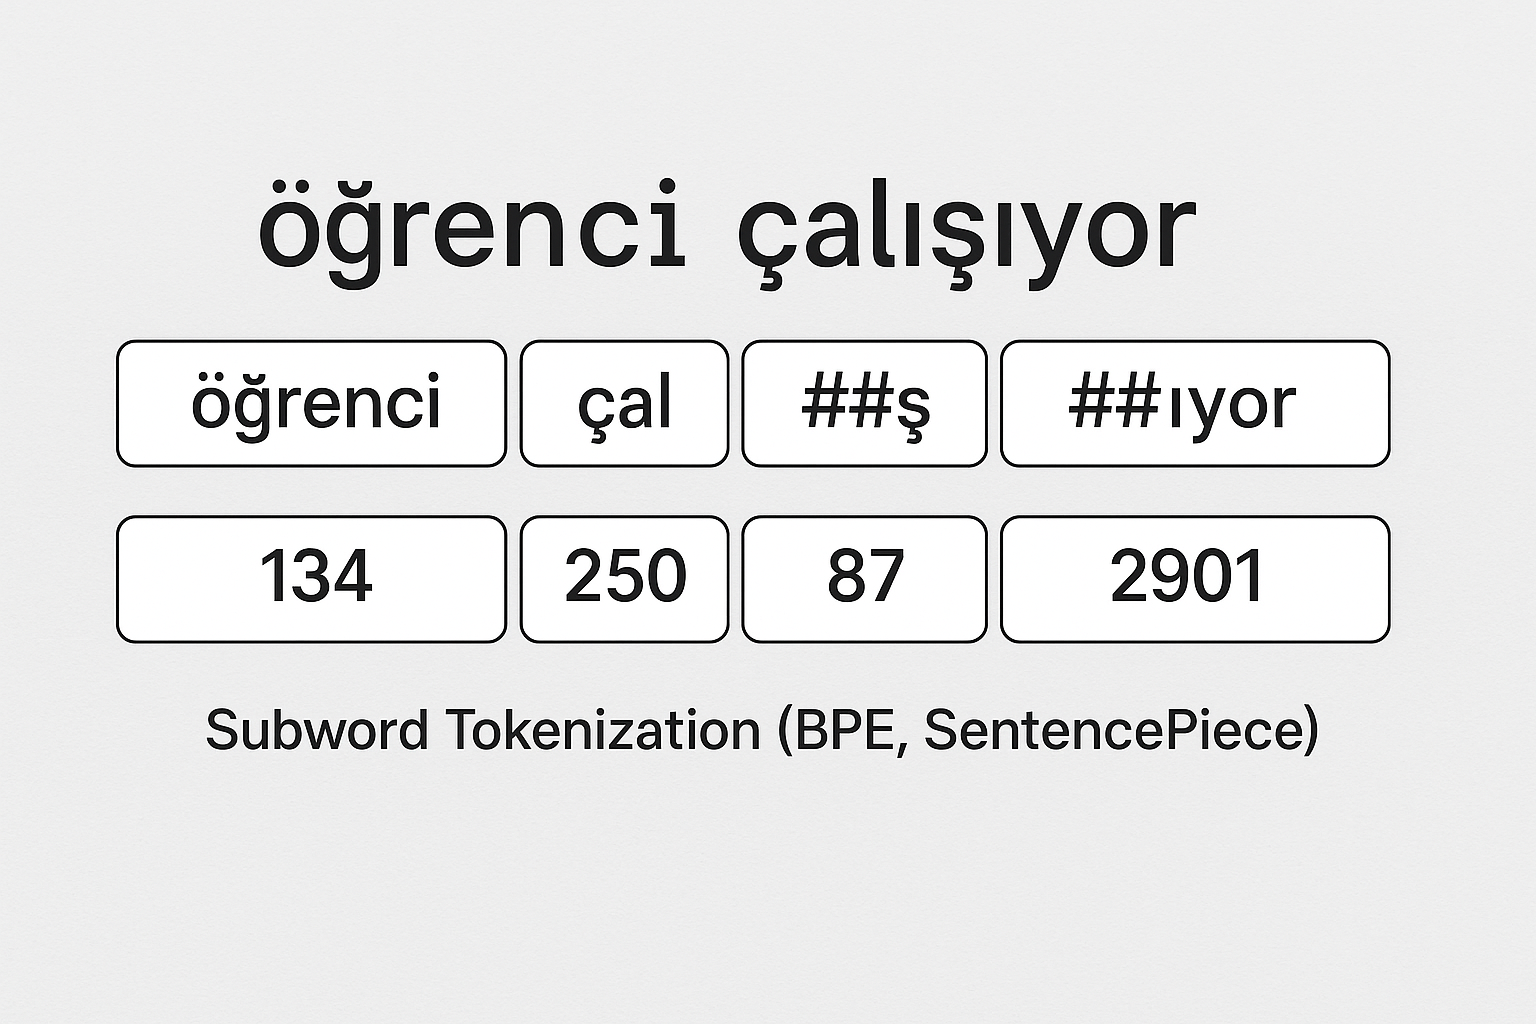 öğrenci çalışıyor
öğrenci çal ##ş ##ıyor
134 250 87 2901
Subword Tokenization (BPE, SentencePiece)